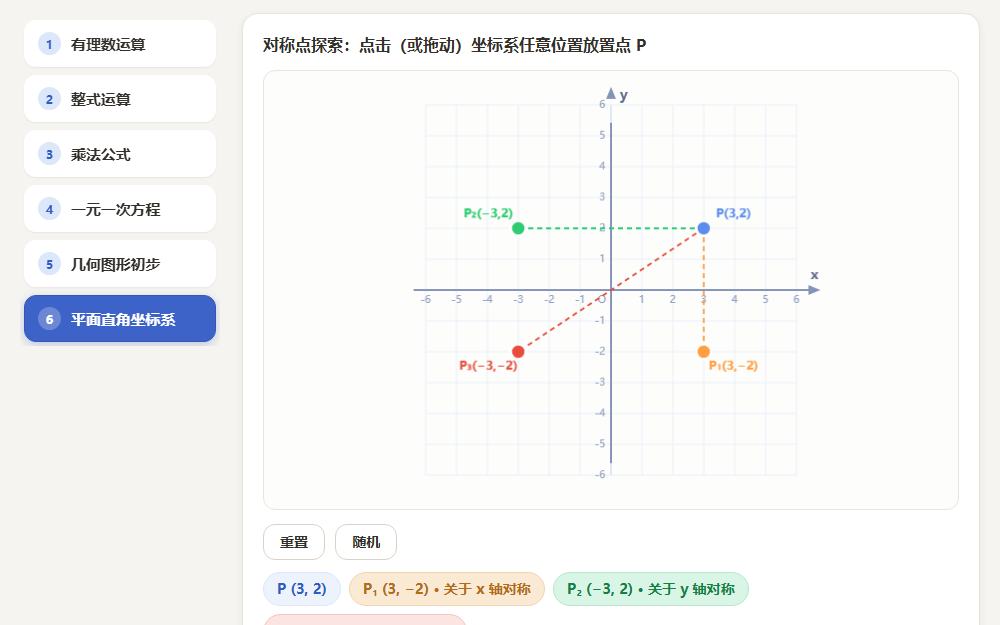 1 有理数运算
2 整式运算
3 乘法公式
4 一元一次方程
5 几何图形初步
6 平面直角坐标系
对称点探索：点击（或拖动）坐标系任意位置放置点 P
y
6
5
4
3
P₂(−3,2)
P(3,2)
2
1
x
-6 -5 -4 -3 -2 -1 O 1 2 3 4 5 6
-1
-2
P₃(−3,−2)
P₁(3,−2)
-3
-4
-5
-6
重置 随机
P (3, 2) P₁ (3, −2) • 关于 x 轴对称 P₂ (−3, 2) • 关于 y 轴对称